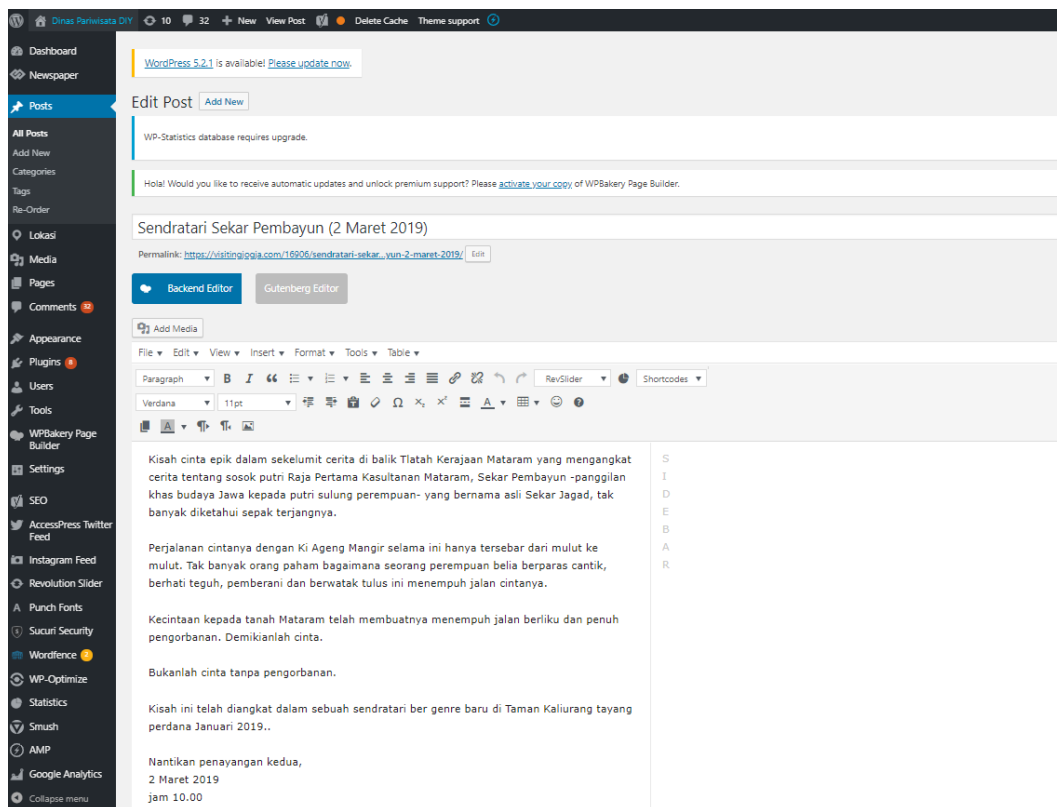 Dinas Pariwisata DIY 10 32 + New View Post Delete Cache Theme support
Dashboard
Newspaper
Posts
All Posts
Add New
Categories
Tags
Re-Order
Lokasi
Media
Pages
Comments 32
Appearance
Plugins 8
Users
Tools
WPBakery Page
Builder
Settings
SEO
AccessPress Twitter
Feed
Instagram Feed
Revolution Slider
Punch Fonts
Sucuri Security
Wordfence 2
WP-Optimize
Statistics
Smush
AMP
Google Analytics
Collapse menu
WordPress 5.2.1 is available! Please update now.
Edit Post Add New
WP-Statistics database requires upgrade.
Hola! Would you like to receive automatic updates and unlock premium support? Please activate your copy of WPBakery Page Builder.
Sendratari Sekar Pembayun (2 Maret 2019)
Permalink: https://visitingjogja.com/16906/sendratari-sekar...yun-2-maret-2019/ Edit
Backend Editor Gutenberg Editor
Add Media
File Edit View Insert Format Tools Table
Paragraph B I RevSlider Shortcodes
Verdana 11pt
Kisah cinta epik dalam sekelumit cerita di balik Tlatah Kerajaan Mataram yang mengangkat
cerita tentang sosok putri Raja Pertama Kasultanan Mataram, Sekar Pembayun -panggilan
khas budaya Jawa kepada putri sulung perempuan- yang bernama asli Sekar Jagad, tak
banyak diketahui sepak terjangnya.
Perjalanan cintanya dengan Ki Ageng Mangir selama ini hanya tersebar dari mulut ke
mulut. Tak banyak orang paham bagaimana seorang perempuan belia berparas cantik,
berhati teguh, pemberani dan berwatak tulus ini menempuh jalan cintanya.
Kecintaan kepada tanah Mataram telah membuatnya menempuh jalan berliku dan penuh
pengorbanan. Demikianlah cinta.
Bukanlah cinta tanpa pengorbanan.
Kisah ini telah diangkat dalam sebuah sendratari ber genre baru di Taman Kaliurang tayang
perdana Januari 2019..
Nantikan penayangan kedua,
2 Maret 2019
jam 10.00
S
I
D
E
B
A
R